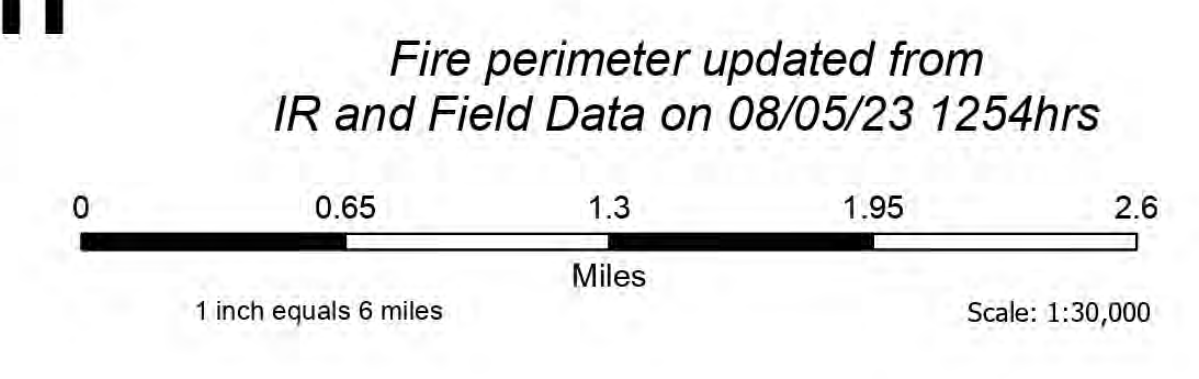 Fire perimeter updated from
IR and Field Data on 08/05/23 1254hrs
0 0.65 1.3 1.95 2.6
Miles
1 inch equals 6 miles Scale: 1:30,000